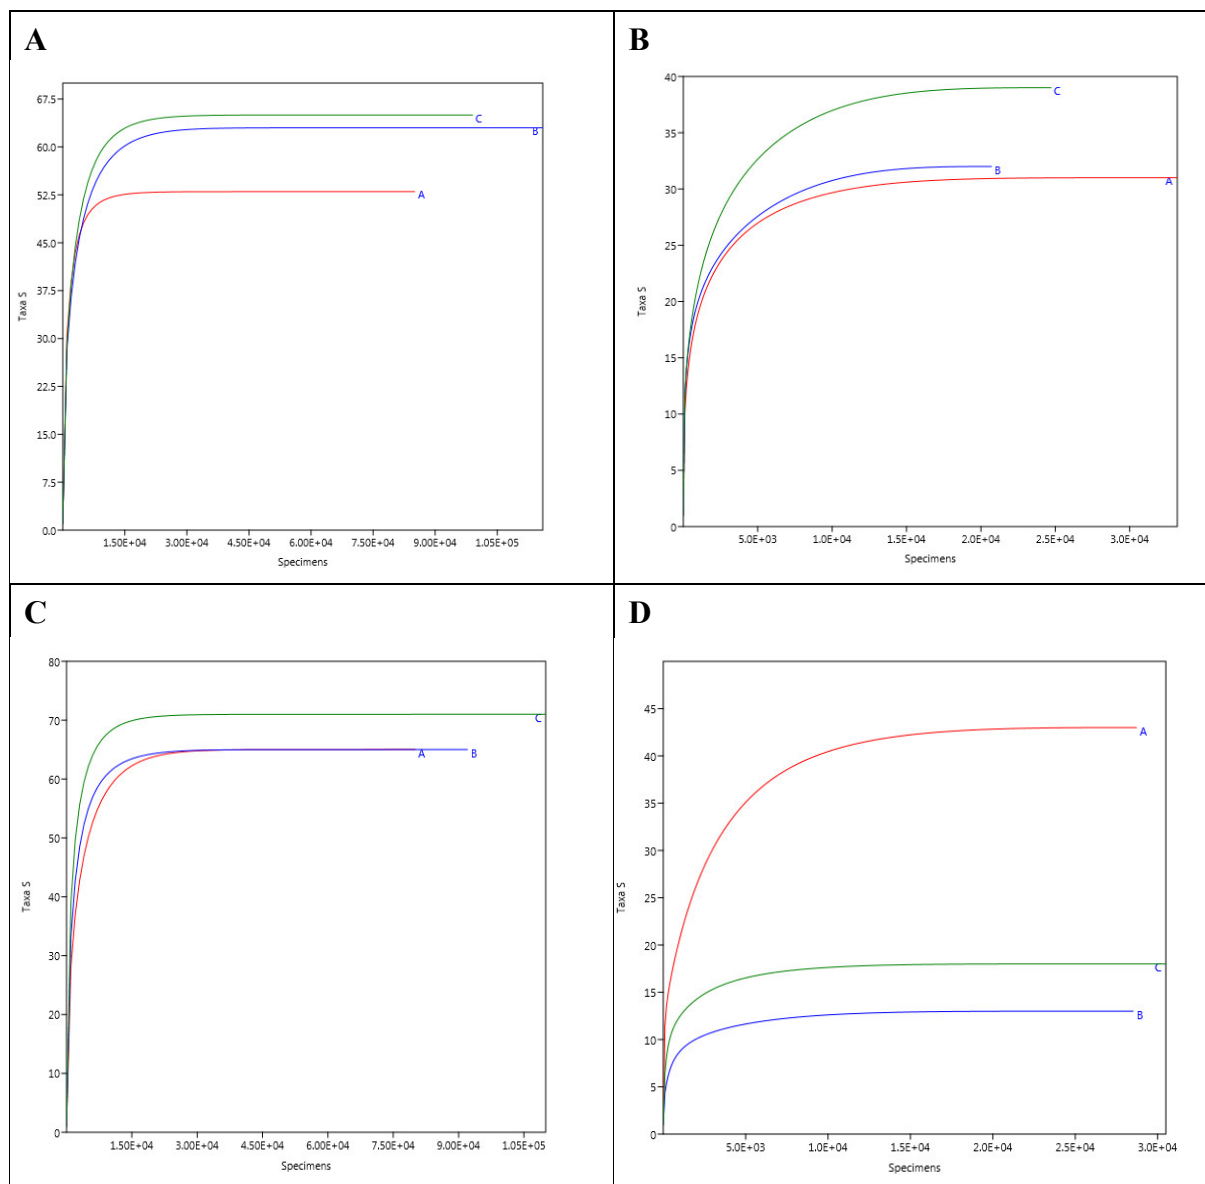 A
67.5
60.0
52.5
45.0
37.5
30.0
22.5
15.0
7.5
0.0
Taxa S
C
B
A
1.50E+04 3.00E+04 4.50E+04 6.00E+04 7.50E+04 9.00E+04 1.05E+05
Specimens
B
40
35
30
25
20
15
10
5
0
Taxa S
C
B
A
5.0E+03 1.0E+04 1.5E+04 2.0E+04 2.5E+04 3.0E+04
Specimens
C
80
70
60
50
40
30
20
10
0
Taxa S
C
A B
1.50E+04 3.00E+04 4.50E+04 6.00E+04 7.50E+04 9.00E+04 1.05E+05
Specimens
D
45
40
35
30
25
20
15
10
5
0
Taxa S
A
C
B
5.0E+03 1.0E+04 1.5E+04 2.0E+04 2.5E+04 3.0E+04
Specimens